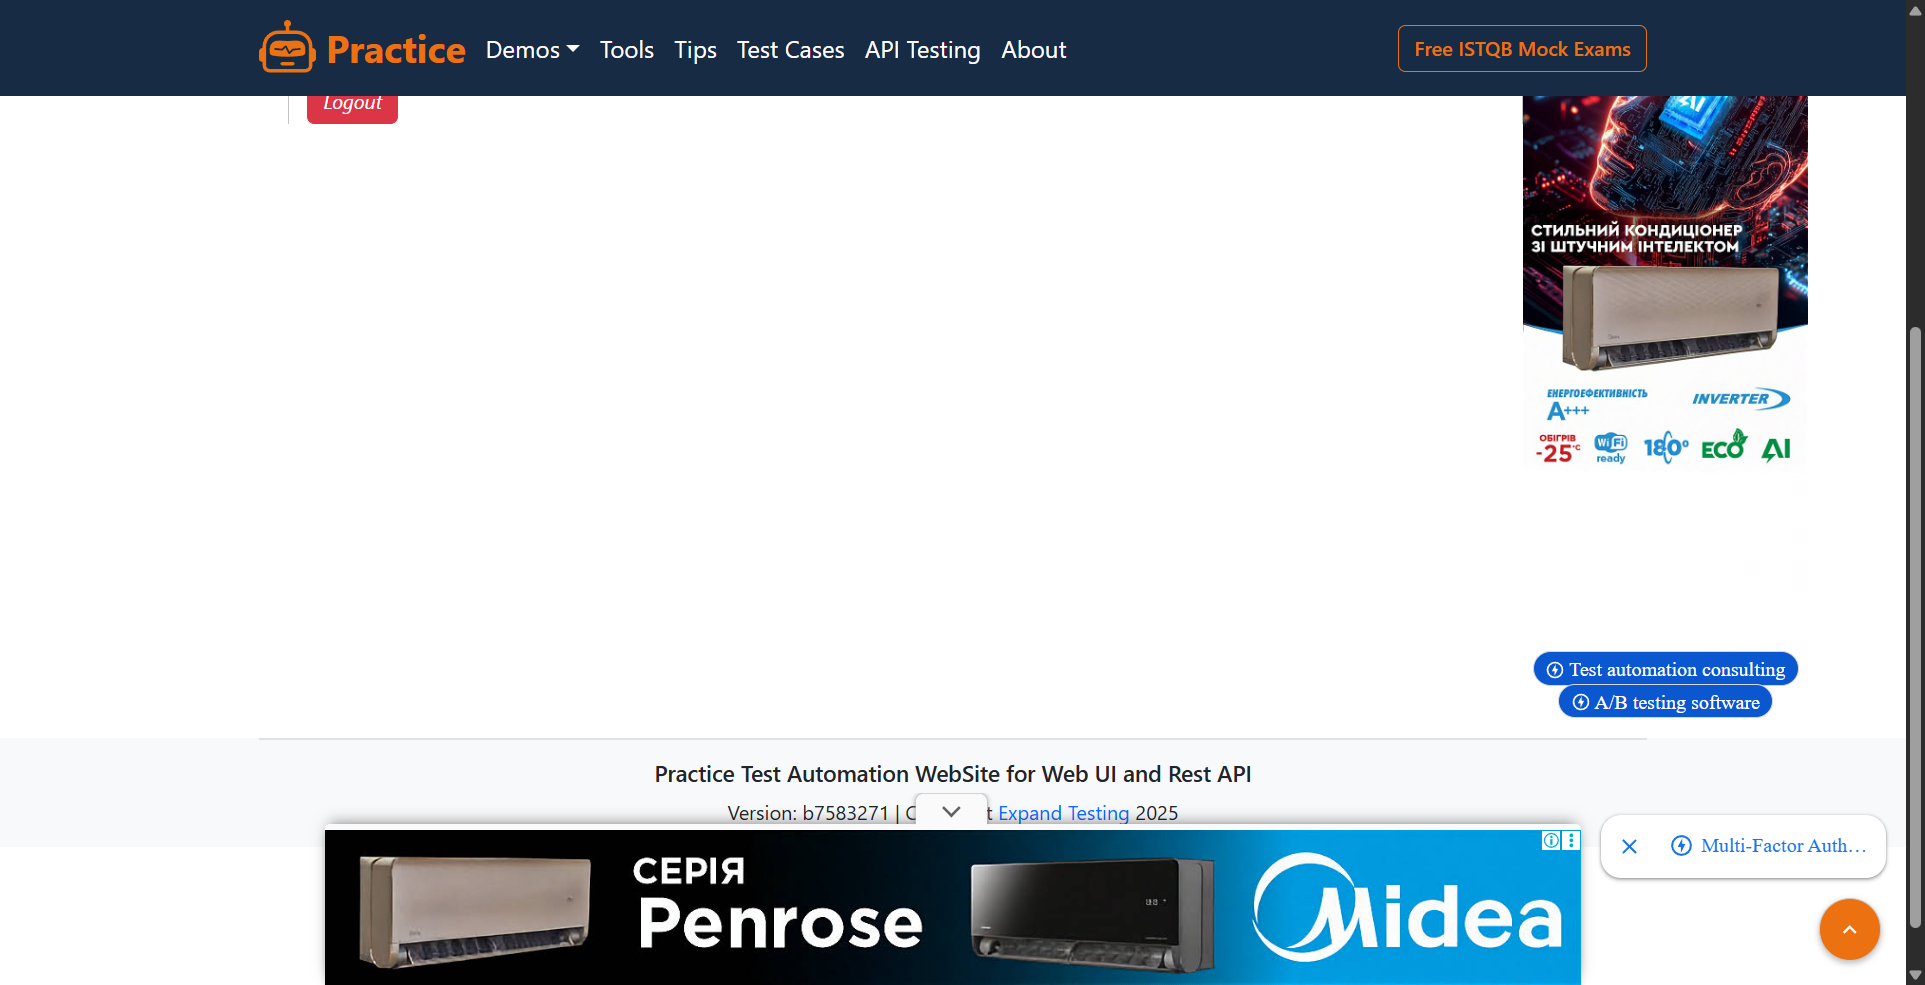 Practice Demos Tools Tips Test Cases API Testing About Free ISTQB Mock Exams
Logout
СТИЛЬНИЙ КОНДИЦІОНЕР
ЗІ ШТУЧНИМ ІНТЕЛЕКТОМ
ЕНЕРГОЕФЕКТИВНІСТЬ
A+++
INVERTER
ОБІГРІВ
-25°C
WiFi
ready
180°
ECO
AI
Test automation consulting
A/B testing software
Practice Test Automation WebSite for Web UI and Rest API
Version: b7583271 | C t Expand Testing 2025
СЕРІЯ
Penrose
Midea
Multi-Factor Auth…